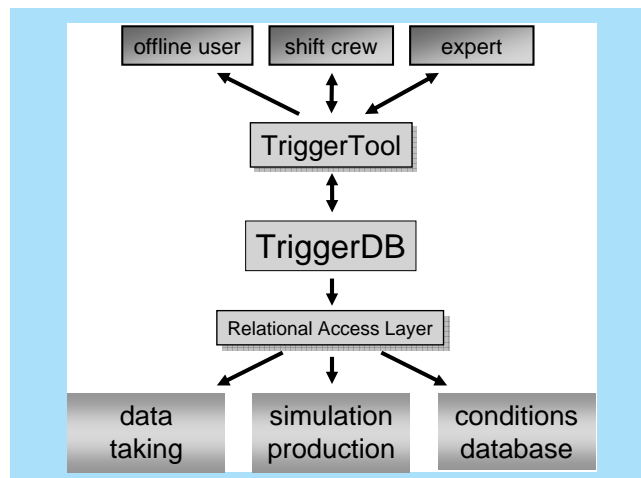 offline user
shift crew
expert
TriggerTool
TriggerDB
Relational Access Layer
data
taking
simulation
production
conditions
database